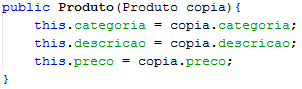 public Produto(Produto copia){
    this.categoria = copia.categoria;
    this.descricao = copia.descricao;
    this.preco = copia.preco;
}